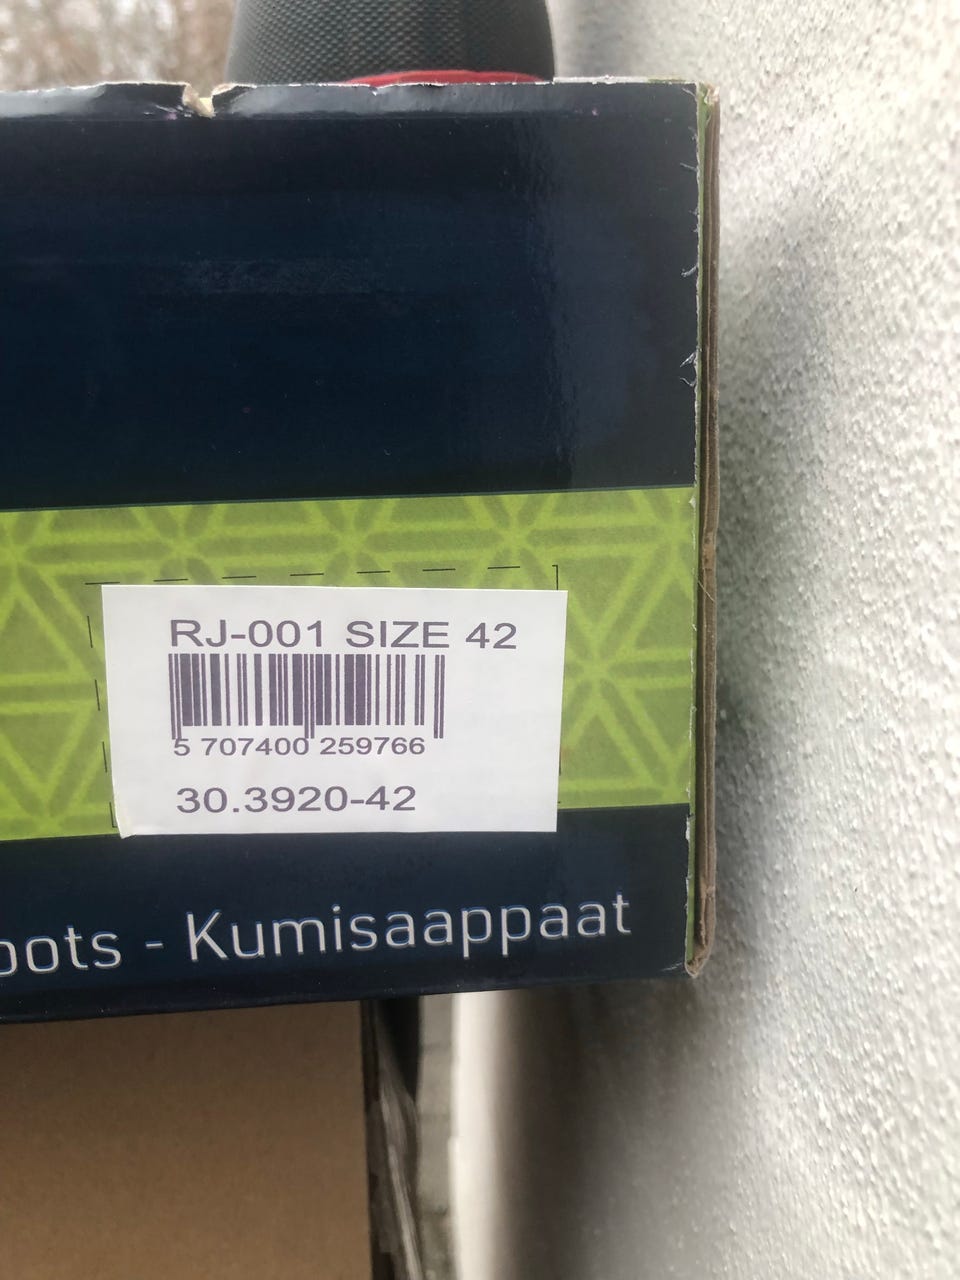 RJ-001 SIZE 42
5 707400 259766
30.3920-42
- Kumisaappaat